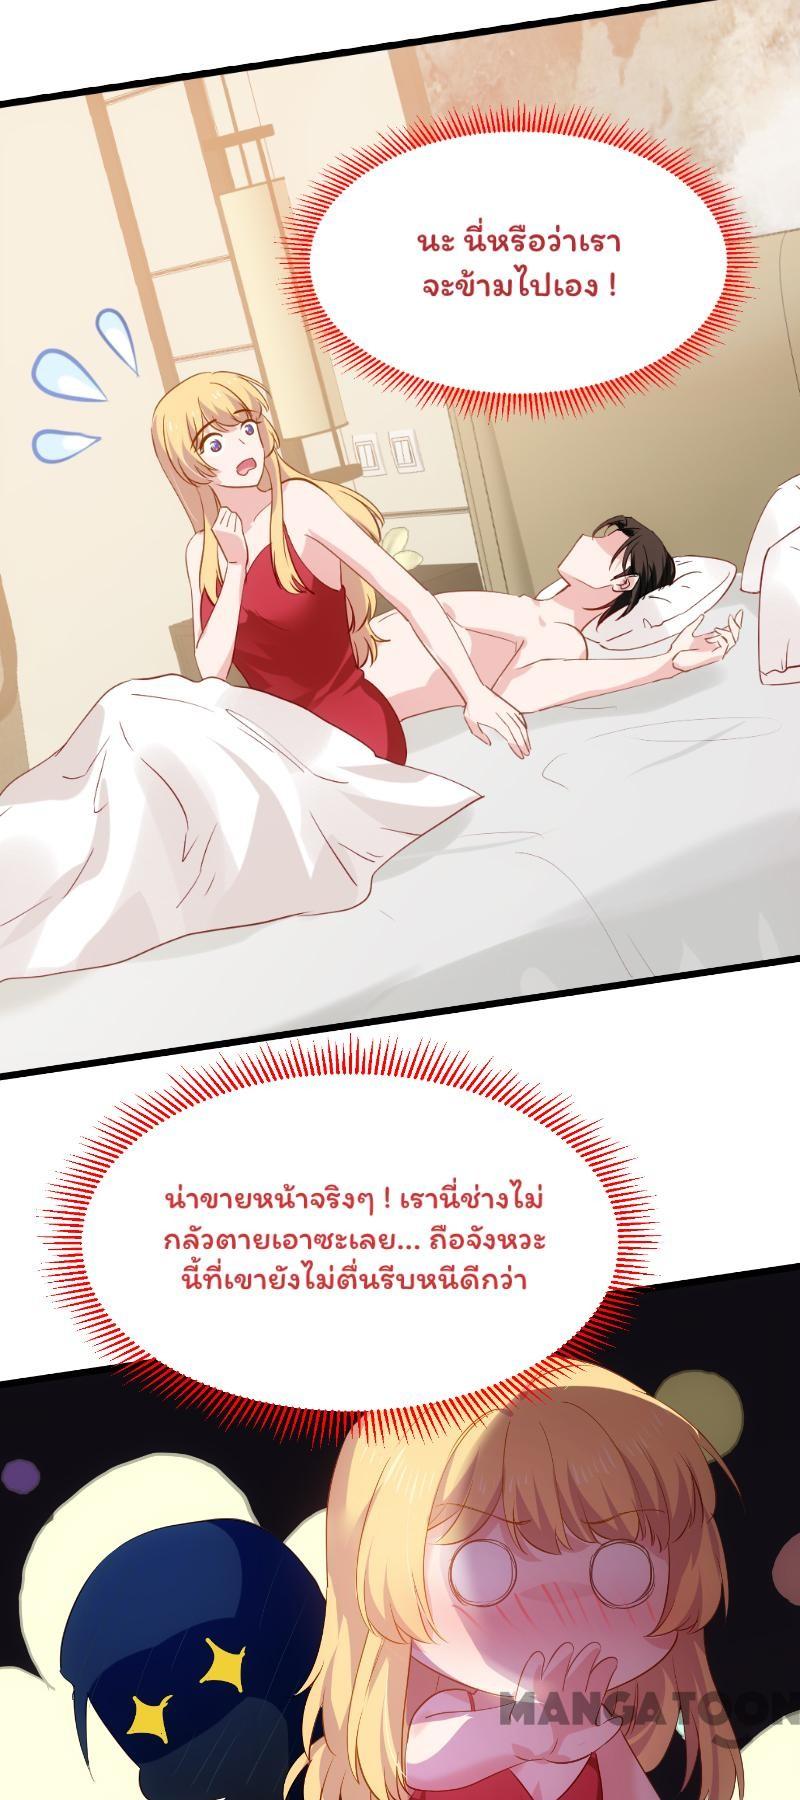 นะ นี่หรือว่าเรา
จะข้ามไปเอง !
น่าขายหน้าจริงๆ ! เรานี่ช่างไม่
กลัวตายเอาซะเลย... ถือจังหวะ
นี้ที่เขายังไม่ตื่นรีบหนีดีกว่า
MANGATOON